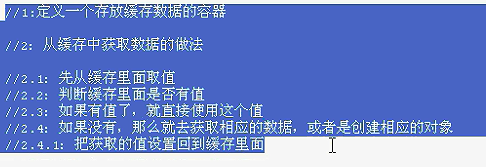 //1:定义一个存放缓存数据的容器
//2: 从缓存中获取数据的做法
//2.1: 先从缓存里面取值
//2.2: 判断缓存里面是否有值
//2.3: 如果有值了，就直接使用这个值
//2.4: 如果没有，那么就去获取相应的数据，或者是创建相应的对象
//2.4.1: 把获取的值设置回到缓存里面